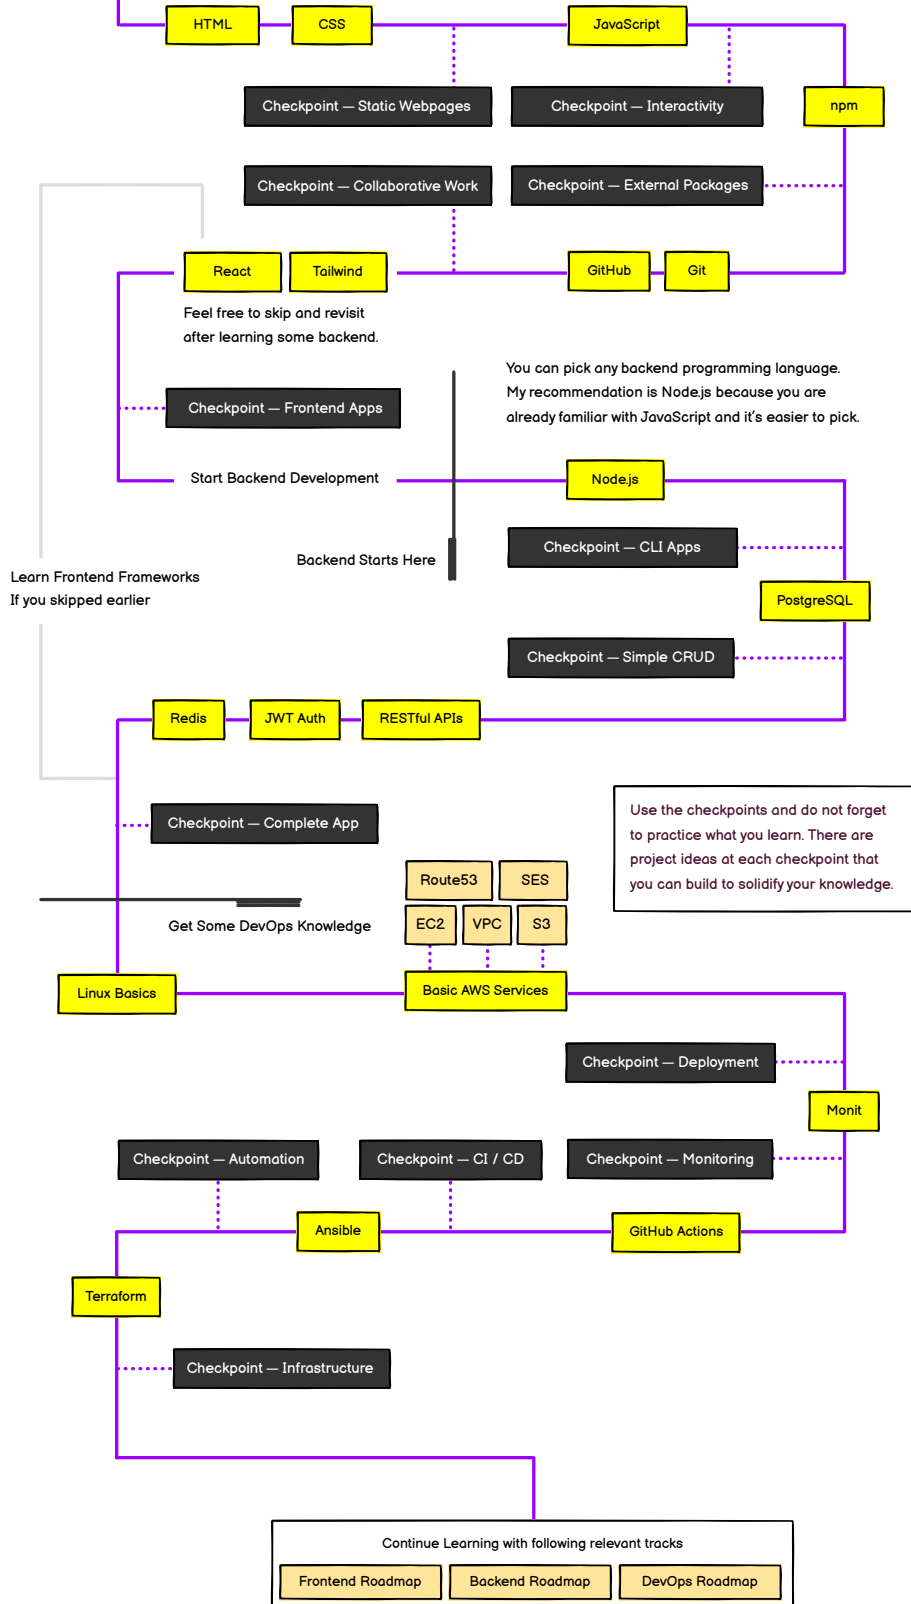 HTML
CSS
JavaScript
Checkpoint — Static Webpages
Checkpoint — Interactivity
npm
Checkpoint — Collaborative Work
Checkpoint — External Packages
React
Tailwind
GitHub
Git
Feel free to skip and revisit
after learning some backend.
You can pick any backend programming language.
My recommendation is Node.js because you are
already familiar with JavaScript and it's easier to pick.
Checkpoint — Frontend Apps
Start Backend Development
Node.js
Backend Starts Here
Checkpoint — CLI Apps
Learn Frontend Frameworks
If you skipped earlier
PostgreSQL
Checkpoint — Simple CRUD
Redis
JWT Auth
RESTful APIs
Checkpoint — Complete App
Use the checkpoints and do not forget
to practice what you learn. There are
project ideas at each checkpoint that
you can build to solidify your knowledge.
Route53
SES
Get Some DevOps Knowledge
EC2
VPC
S3
Linux Basics
Basic AWS Services
Checkpoint — Deployment
Monit
Checkpoint — Automation
Checkpoint — CI / CD
Checkpoint — Monitoring
Ansible
GitHub Actions
Terraform
Checkpoint — Infrastructure
Continue Learning with following relevant tracks
Frontend Roadmap
Backend Roadmap
DevOps Roadmap